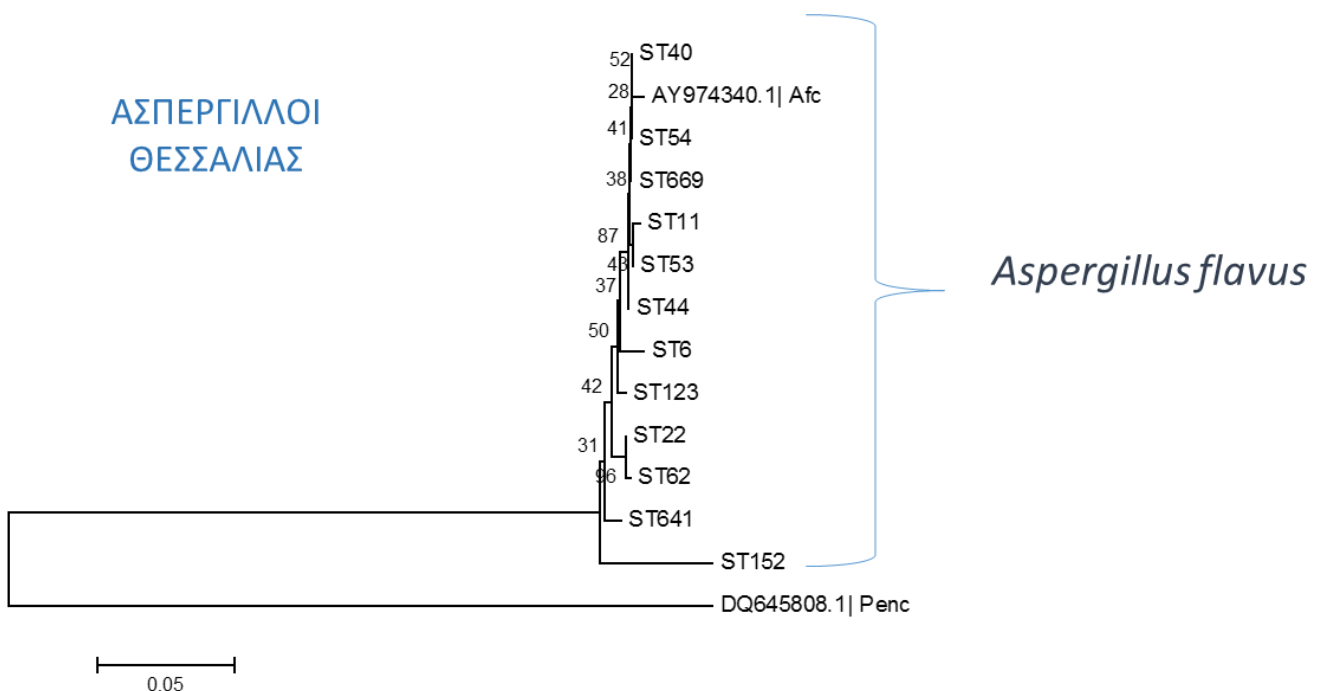 ΑΣΠΕΡΓΙΛΛΟΙ
ΘΕΣΣΑΛΙΑΣ
52
ST40
28
AY974340.1| Afc
41
ST54
38
ST669
87
ST11
43
ST53
37
ST44
50
ST6
42
ST123
31
ST22
96
ST62
ST641
ST152
DQ645808.1| Penc
0.05
Aspergillus flavus